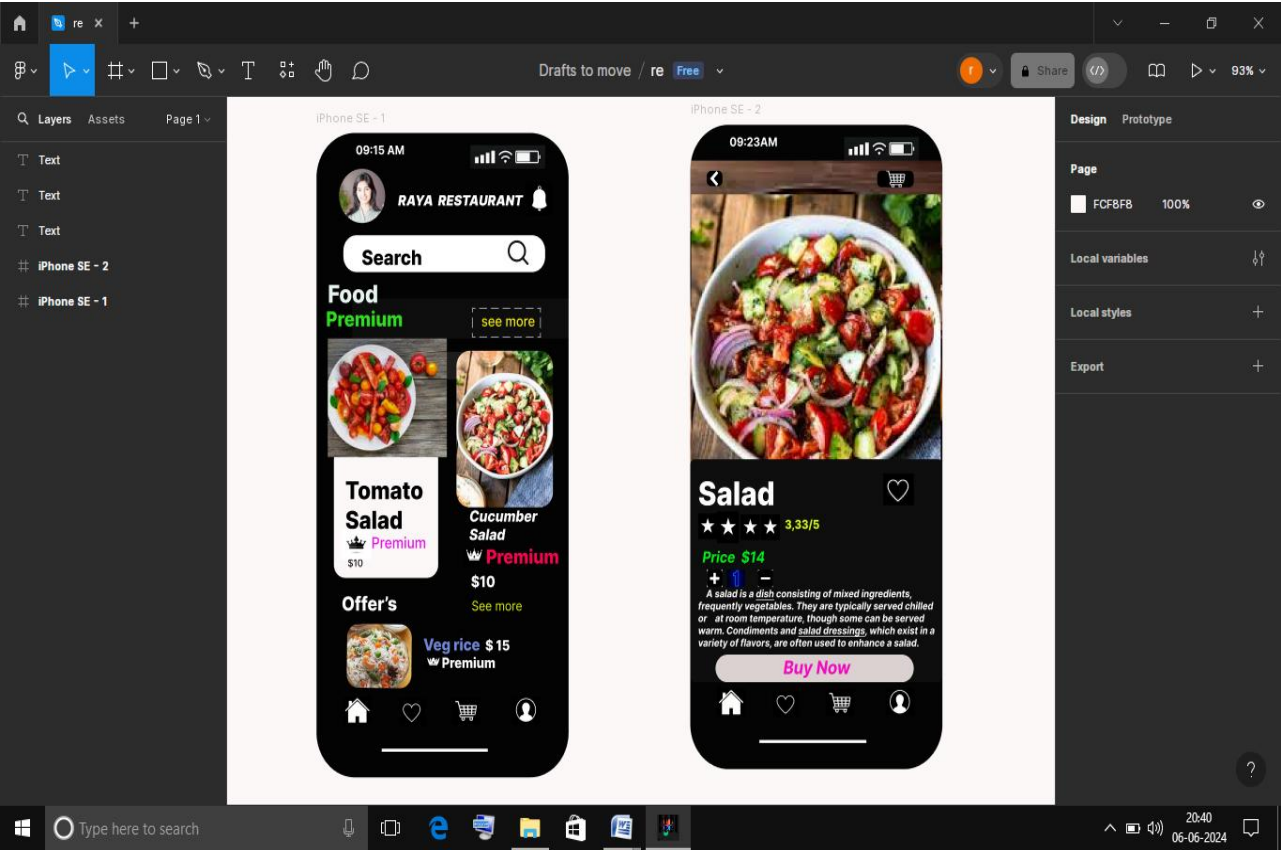 re
Drafts to move / re Free
r
Share
93%
Layers Assets Page 1
Text
Text
Text
iPhone SE - 2
iPhone SE - 1
iPhone SE - 1
09:15 AM
RAYA RESTAURANT
Search
Food
Premium
see more
Tomato
Salad
Premium
$10
Cucumber
Salad
Premium
$10
See more
Offer's
Veg rice $ 15
Premium
iPhone SE - 2
09:23AM
Salad
3,33/5
Price $14
+ 1 −
A salad is a dish consisting of mixed ingredients,
frequently vegetables. They are typically served chilled
or at room temperature, though some can be served
warm. Condiments and salad dressings, which exist in a
variety of flavors, are often used to enhance a salad.
Buy Now
Design Prototype
Page
FCF8F8 100%
Local variables
Local styles
Export
?
Type here to search
20:40
06-06-2024